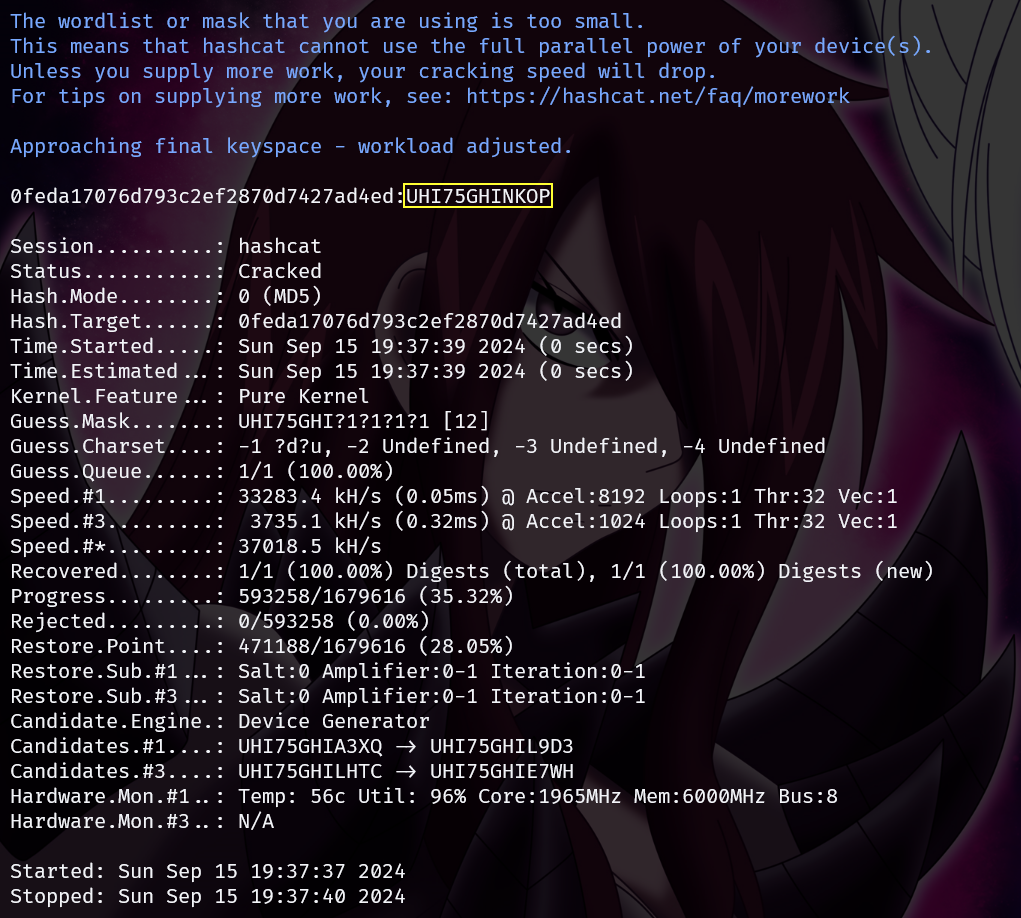 The wordlist or mask that you are using is too small.
This means that hashcat cannot use the full parallel power of your device(s).
Unless you supply more work, your cracking speed will drop.
For tips on supplying more work, see: https://hashcat.net/faq/morework
Approaching final keyspace - workload adjusted.
0feda17076d793c2ef2870d7427ad4ed:UHI75GHINKOP
Session..........: hashcat
Status...........: Cracked
Hash.Mode........: 0 (MD5)
Hash.Target......: 0feda17076d793c2ef2870d7427ad4ed
Time.Started.....: Sun Sep 15 19:37:39 2024 (0 secs)
Time.Estimated...: Sun Sep 15 19:37:39 2024 (0 secs)
Kernel.Feature...: Pure Kernel
Guess.Mask.......: UHI75GHI?1?1?1?1 [12]
Guess.Charset....: -1 ?d?u, -2 Undefined, -3 Undefined, -4 Undefined
Guess.Queue......: 1/1 (100.00%)
Speed.#1.........: 33283.4 kH/s (0.05ms) @ Accel:8192 Loops:1 Thr:32 Vec:1
Speed.#3.........:  3735.1 kH/s (0.32ms) @ Accel:1024 Loops:1 Thr:32 Vec:1
Speed.#*.........: 37018.5 kH/s
Recovered........: 1/1 (100.00%) Digests (total), 1/1 (100.00%) Digests (new)
Progress.........: 593258/1679616 (35.32%)
Rejected.........: 0/593258 (0.00%)
Restore.Point....: 471188/1679616 (28.05%)
Restore.Sub.#1...: Salt:0 Amplifier:0-1 Iteration:0-1
Restore.Sub.#3...: Salt:0 Amplifier:0-1 Iteration:0-1
Candidate.Engine.: Device Generator
Candidates.#1....: UHI75GHIA3XQ -> UHI75GHIL9D3
Candidates.#3....: UHI75GHILHTC -> UHI75GHIE7WH
Hardware.Mon.#1..: Temp: 56c Util: 96% Core:1965MHz Mem:6000MHz Bus:8
Hardware.Mon.#3..: N/A
Started: Sun Sep 15 19:37:37 2024
Stopped: Sun Sep 15 19:37:40 2024